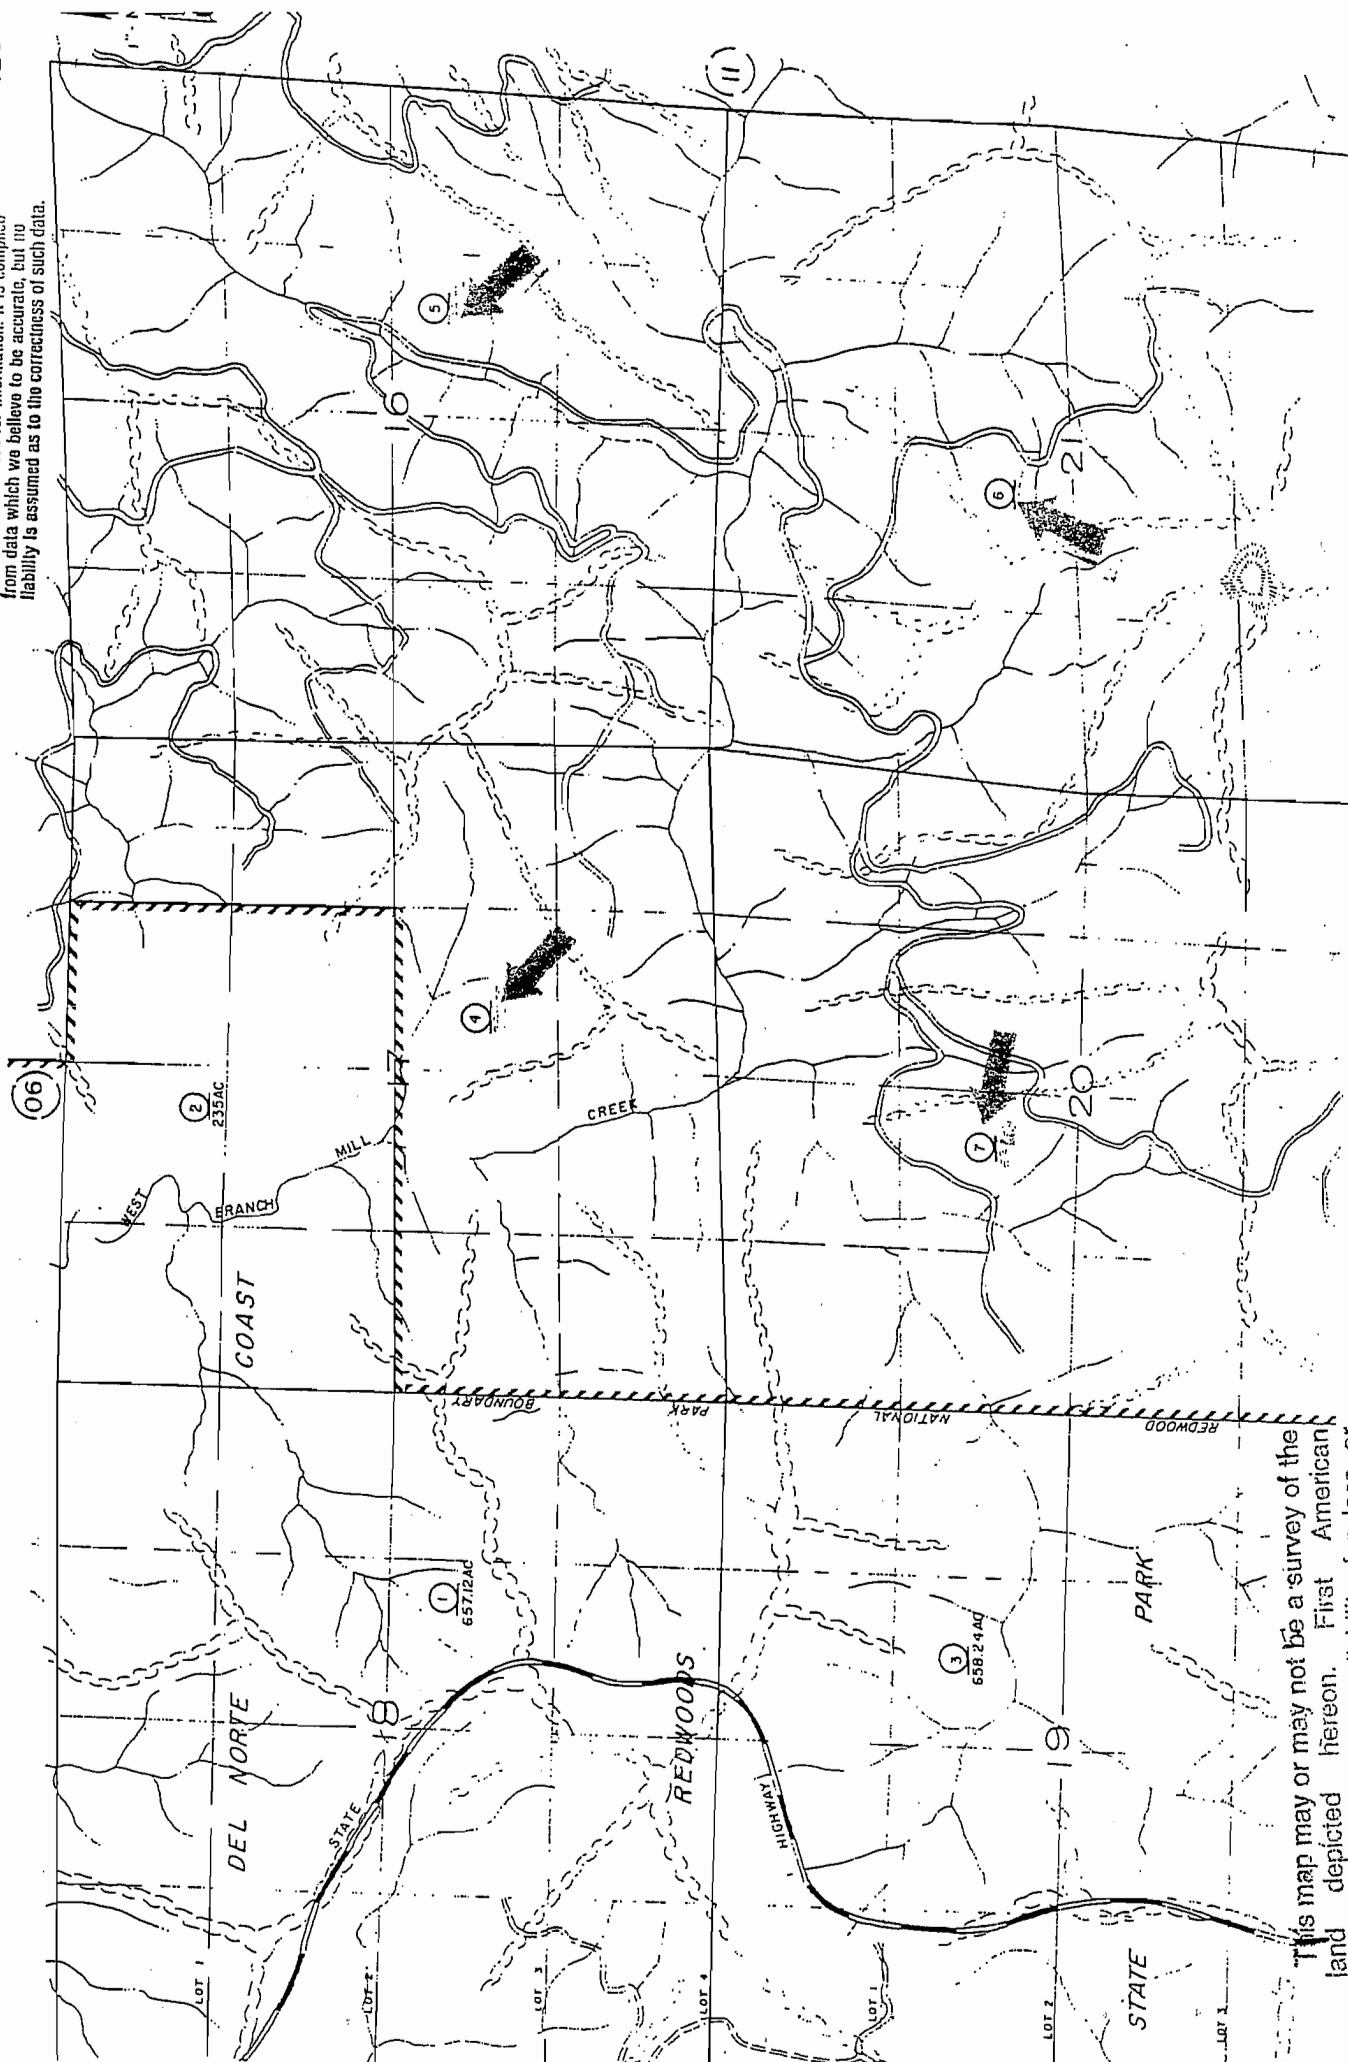 from data which we believe to be accurate, but no
liability is assumed as to the correctness of such data.
06
11
2
235AC
5
16
4
17
6
21
7
20
WEST
BRANCH
MILL
CREEK
COAST
BOUNDARY
PARK
NATIONAL
REDWOOD
1
657.12AC
3
658.24AC
18
19
DEL NORTE
REDWOODS
STATE
PARK
STATE
HIGHWAY
LOT 1
LOT 2
LOT 3
LOT 4
LOT 1
LOT 2
LOT 3
This map may or may not be a survey of the
land depicted hereon. First American